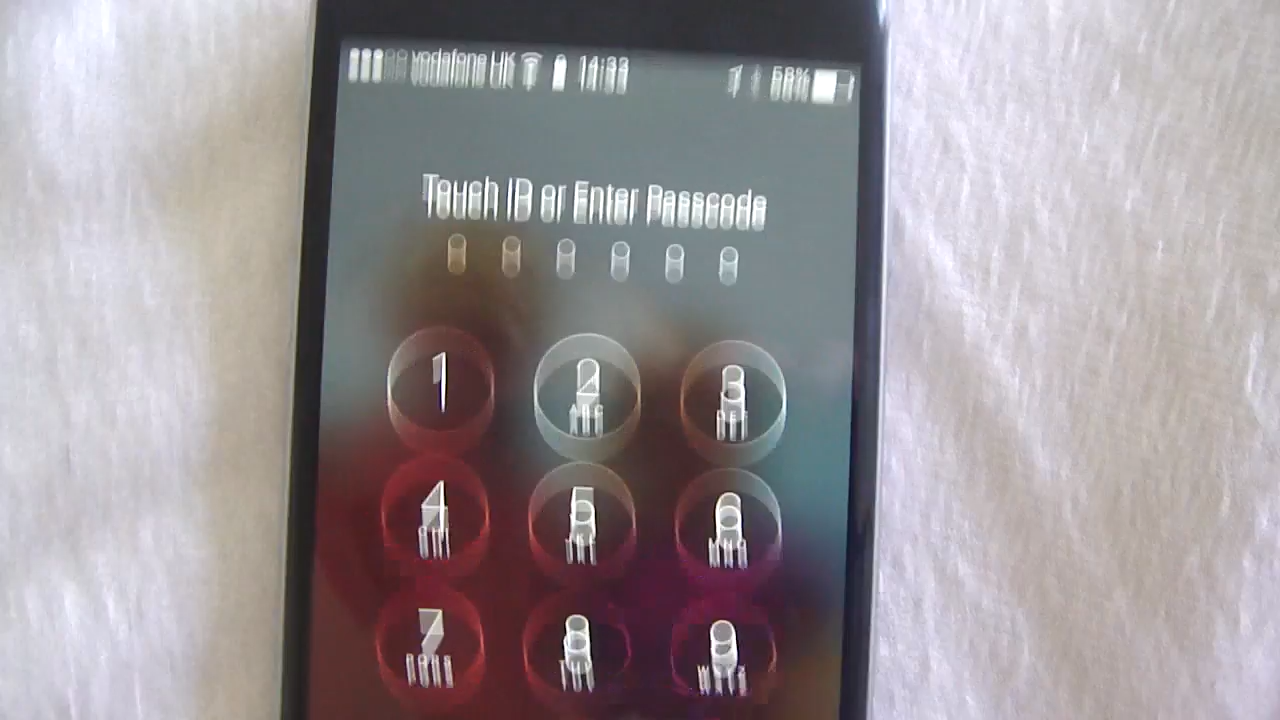 vodafone UK 14:33 58%
Touch ID or Enter Passcode
1 2 3
ABC DEF
4 5 6
GHI JKL MNO
7 8 9
PQRS TUV WXYZ